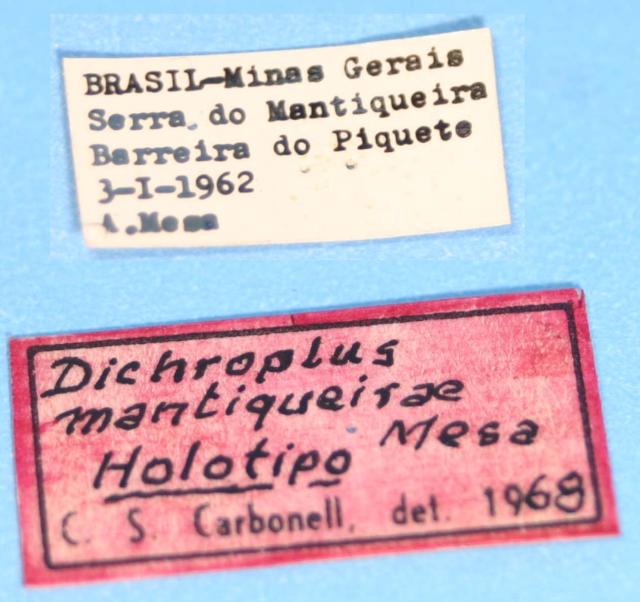 BRASIL-Minas Gerais
Serra do Mantiqueira
Barreira do Piquete
3-I-1962
A.Mesa
Dichroplus
mantiqueirae
Mesa
Holotipo
C. S. Carbonell, det. 1968